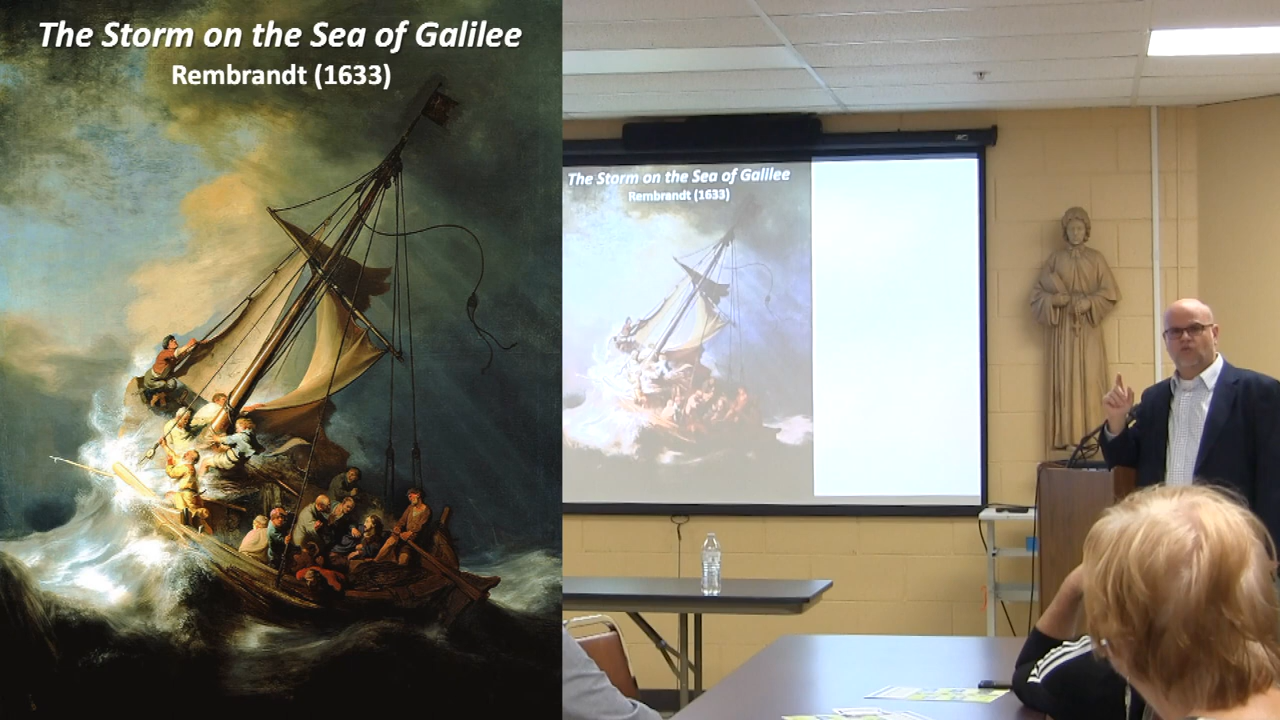 The Storm on the Sea of Galilee
Rembrandt (1633)
The Storm on the Sea of Galilee
Rembrandt (1633)